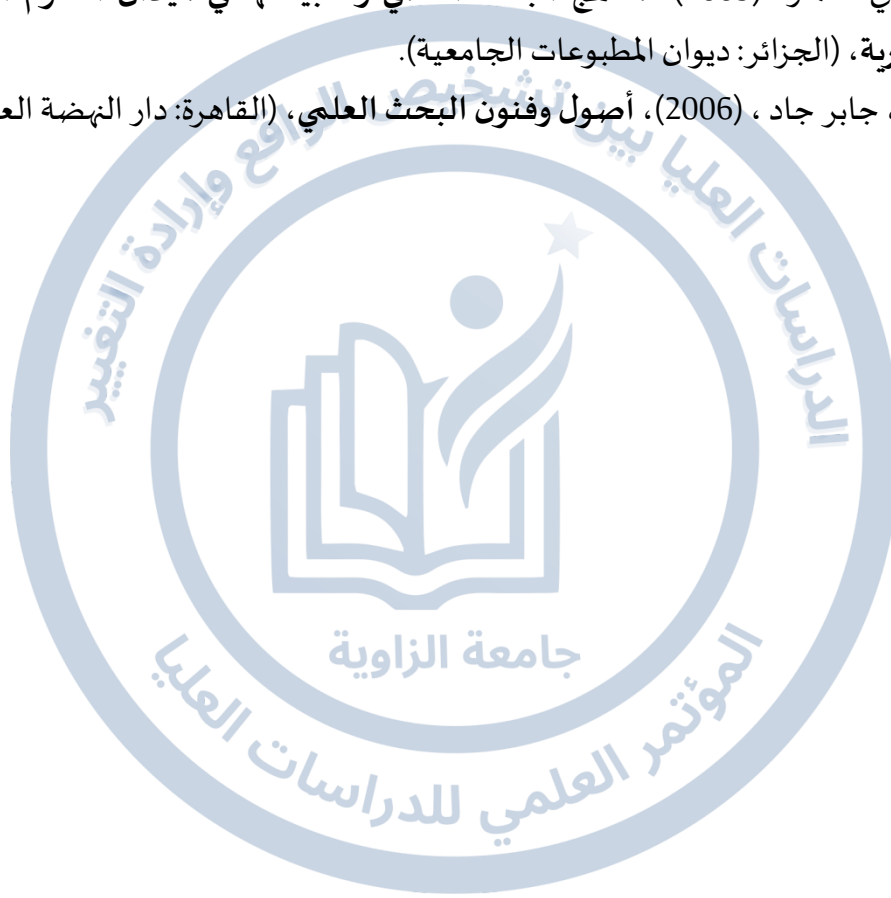 رية، (الجزائر: ديوان المطبوعات الجامعية).
، جابر جاد ، (2006)، أصول وفنون البحث العلمي، (القاهرة: دار النهضة الع
الدراسات العليا بين تشخيص الواقع وإرادة التغيير
جامعة الزاوية
المؤتمر العلمي للدراسات العليا